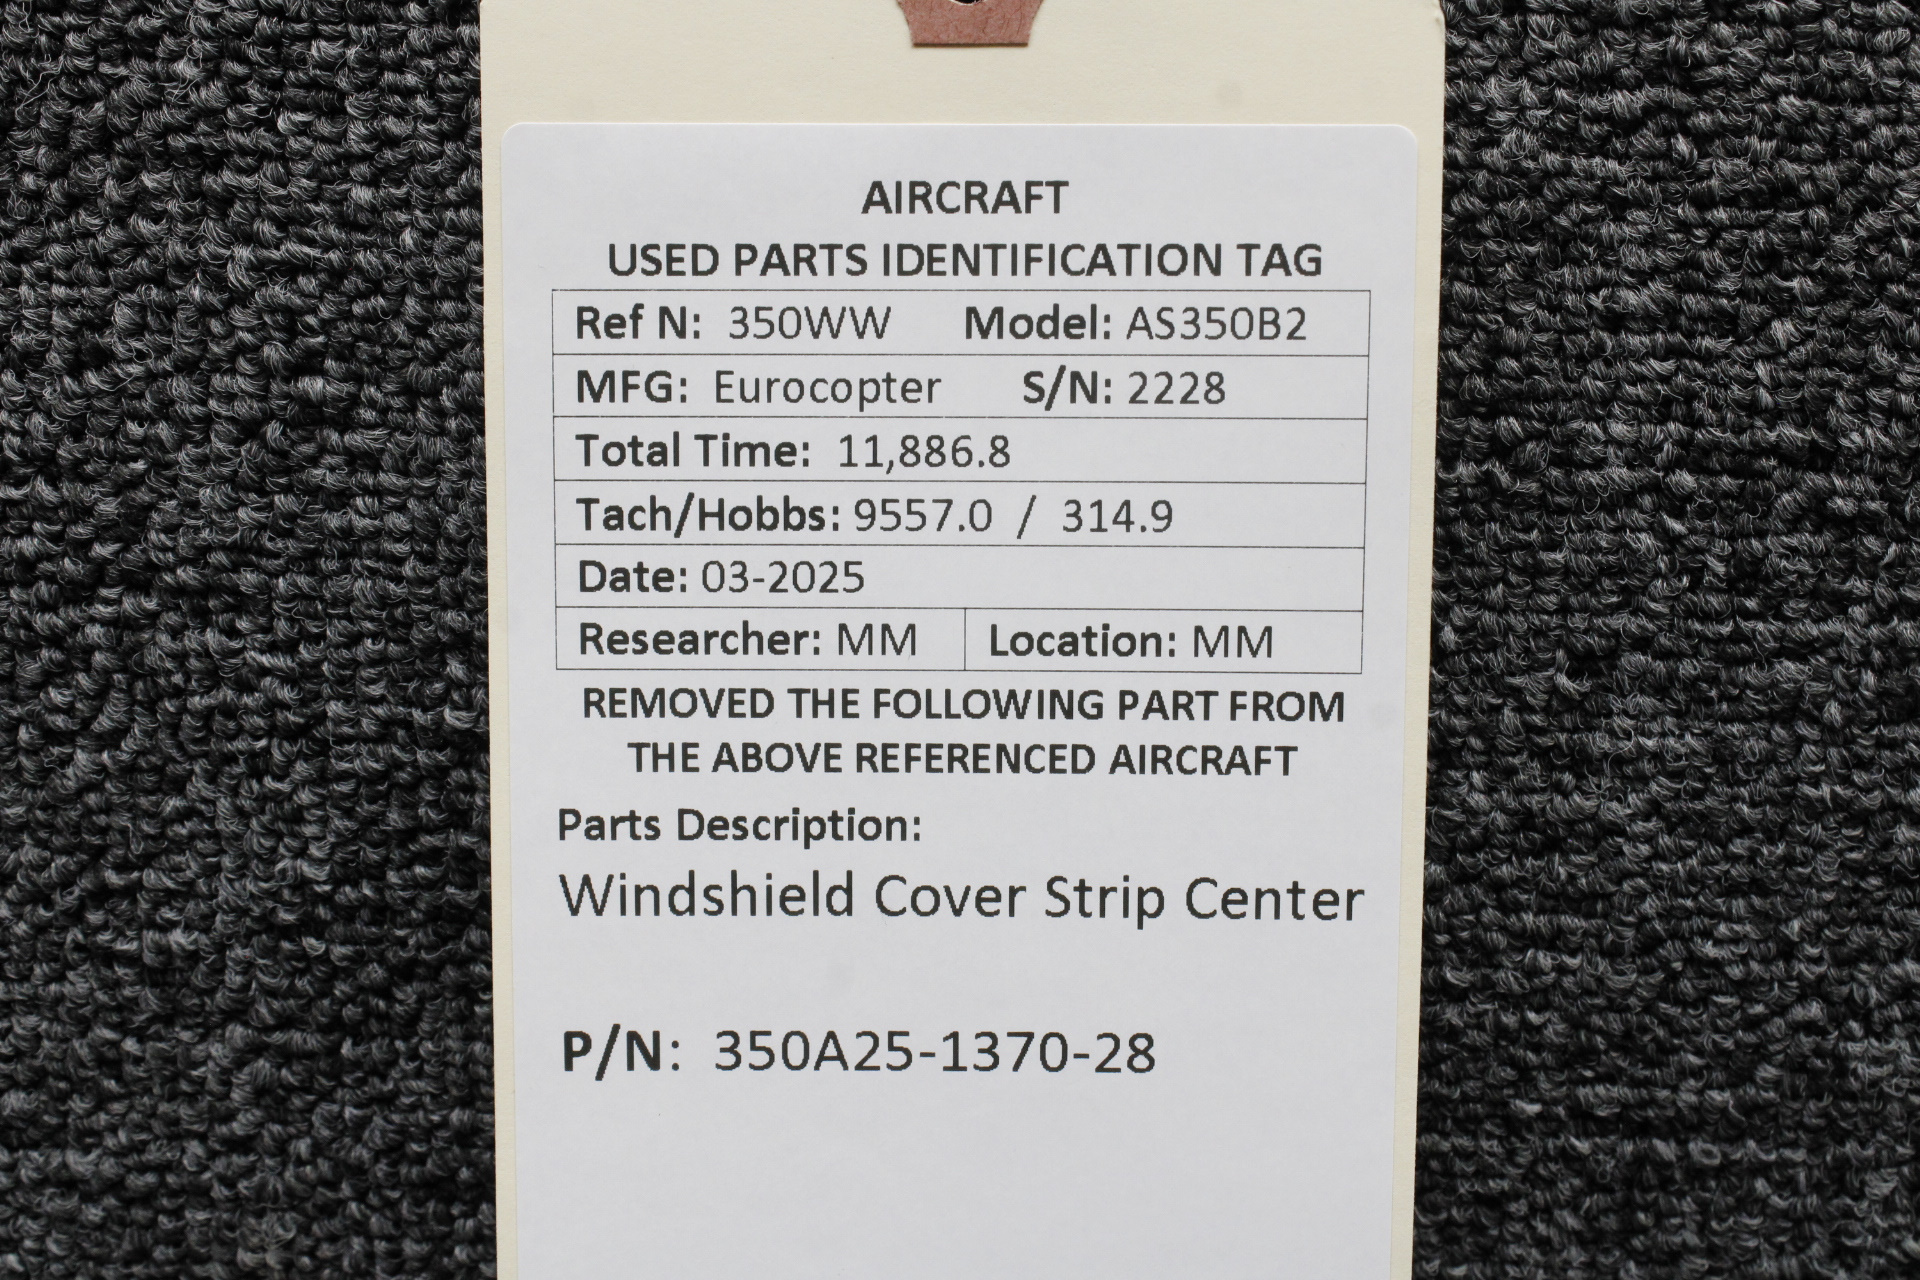 AIRCRAFT
USED PARTS IDENTIFICATION TAG
Ref N: 350WW Model: AS350B2
MFG: Eurocopter S/N: 2228
Total Time: 11,886.8
Tach/Hobbs: 9557.0 / 314.9
Date: 03-2025
Researcher: MM Location: MM
REMOVED THE FOLLOWING PART FROM
THE ABOVE REFERENCED AIRCRAFT
Parts Description:
Windshield Cover Strip Center
P/N: 350A25-1370-28